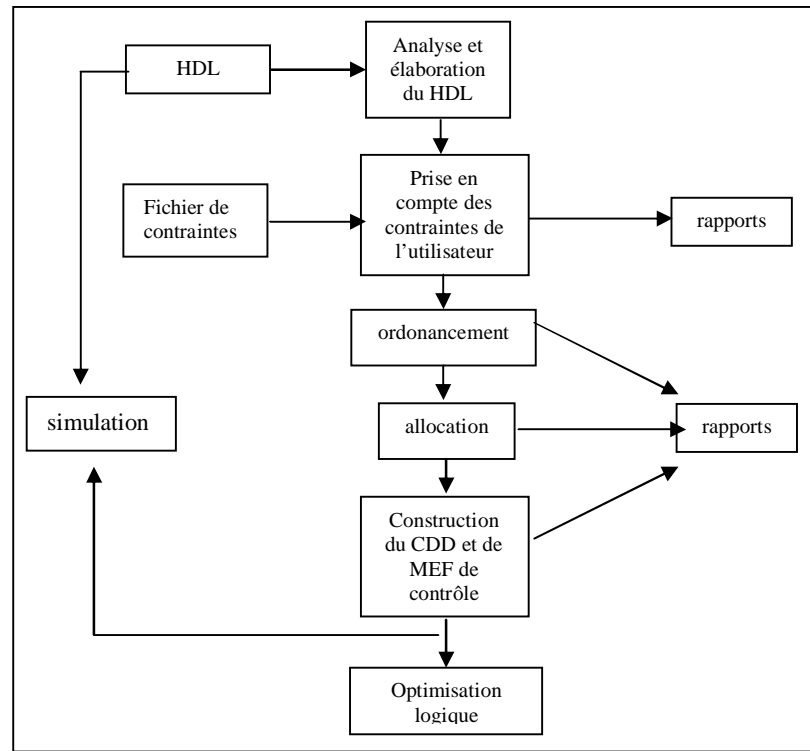 HDL
Analyse et
élaboration
du HDL
Fichier de
contraintes
Prise en
compte des
contraintes de
l’utilisateur
rapports
ordonancement
simulation
allocation
rapports
Construction
du CDD et de
MEF de
contrôle
Optimisation
logique